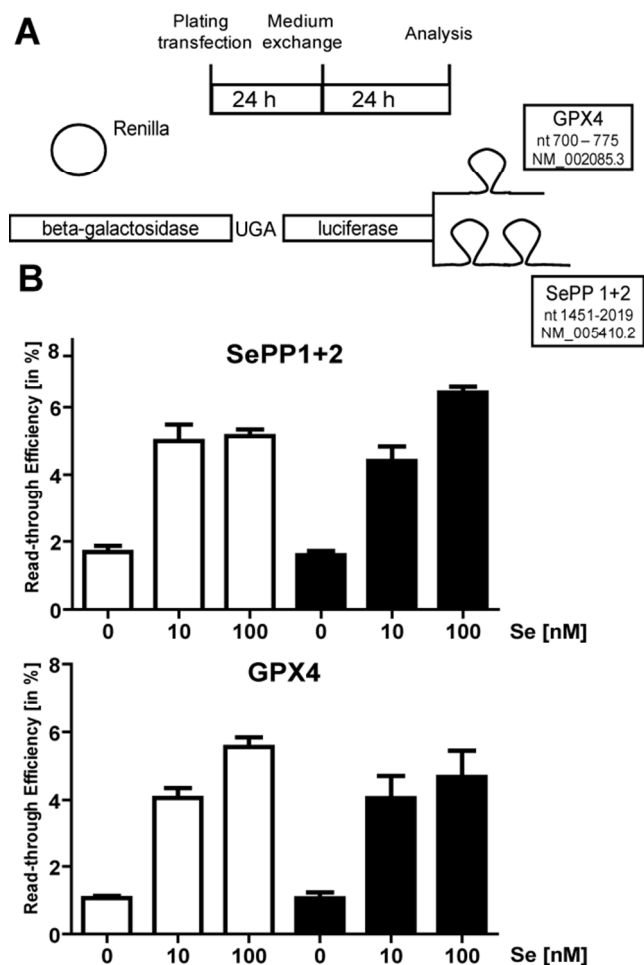 A
Plating Medium Analysis
transfection exchange
24 h 24 h
Renilla
GPX4
nt 700 – 775
NM_002085.3
beta-galactosidase UGA luciferase
SePP 1+2
nt 1451-2019
NM_005410.2
B
SePP1+2
Read-through Efficiency [in %]
8
6
4
2
0
0 10 100 0 10 100 Se [nM]
GPX4
Read-through Efficiency [in %]
8
6
4
2
0
0 10 100 0 10 100 Se [nM]